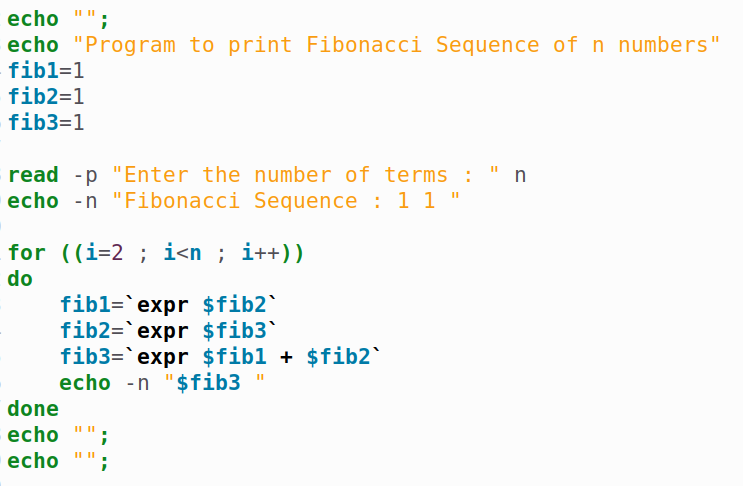 echo "";
echo "Program to print Fibonacci Sequence of n numbers"
fib1=1
fib2=1
fib3=1
read -p "Enter the number of terms : " n
echo -n "Fibonacci Sequence : 1 1 "
for ((i=2 ; i<n ; i++))
do
    fib1=`expr $fib2`
    fib2=`expr $fib3`
    fib3=`expr $fib1 + $fib2`
    echo -n "$fib3 "
done
echo "";
echo "";